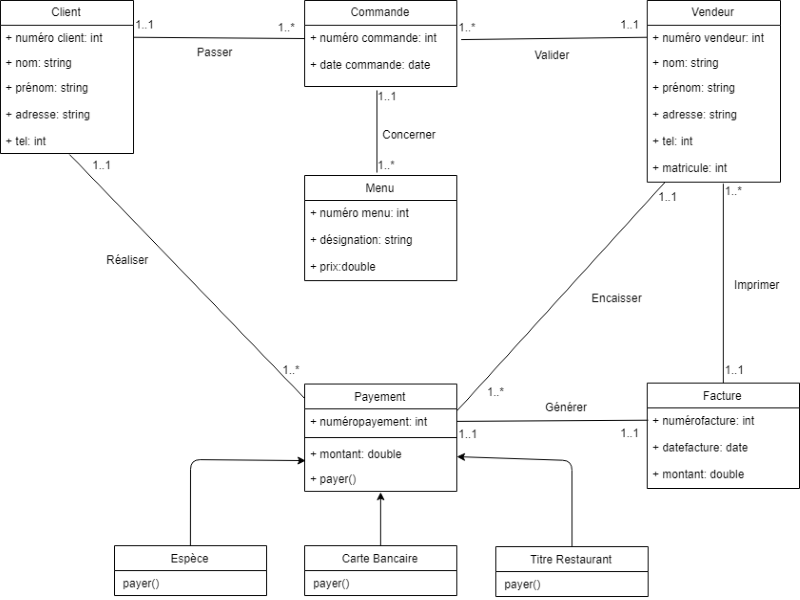 Client
+ numéro client: int
+ nom: string
+ prénom: string
+ adresse: string
+ tel: int
1..1
Passer
1..*
Commande
+ numéro commande: int
+ date commande: date
1..*
Valider
1..1
Vendeur
+ numéro vendeur: int
+ nom: string
+ prénom: string
+ adresse: string
+ tel: int
+ matricule: int
1..1
Concerner
1..*
Menu
+ numéro menu: int
+ désignation: string
+ prix:double
1..1
Réaliser
1..*
1..1
Encaisser
1..*
1..*
Imprimer
1..1
Payement
+ numéropayement: int
+ montant: double
+ payer()
1..1
Générer
1..1
Facture
+ numérofacture: int
+ datefacture: date
+ montant: double
Espèce
payer()
Carte Bancaire
payer()
Titre Restaurant
payer()